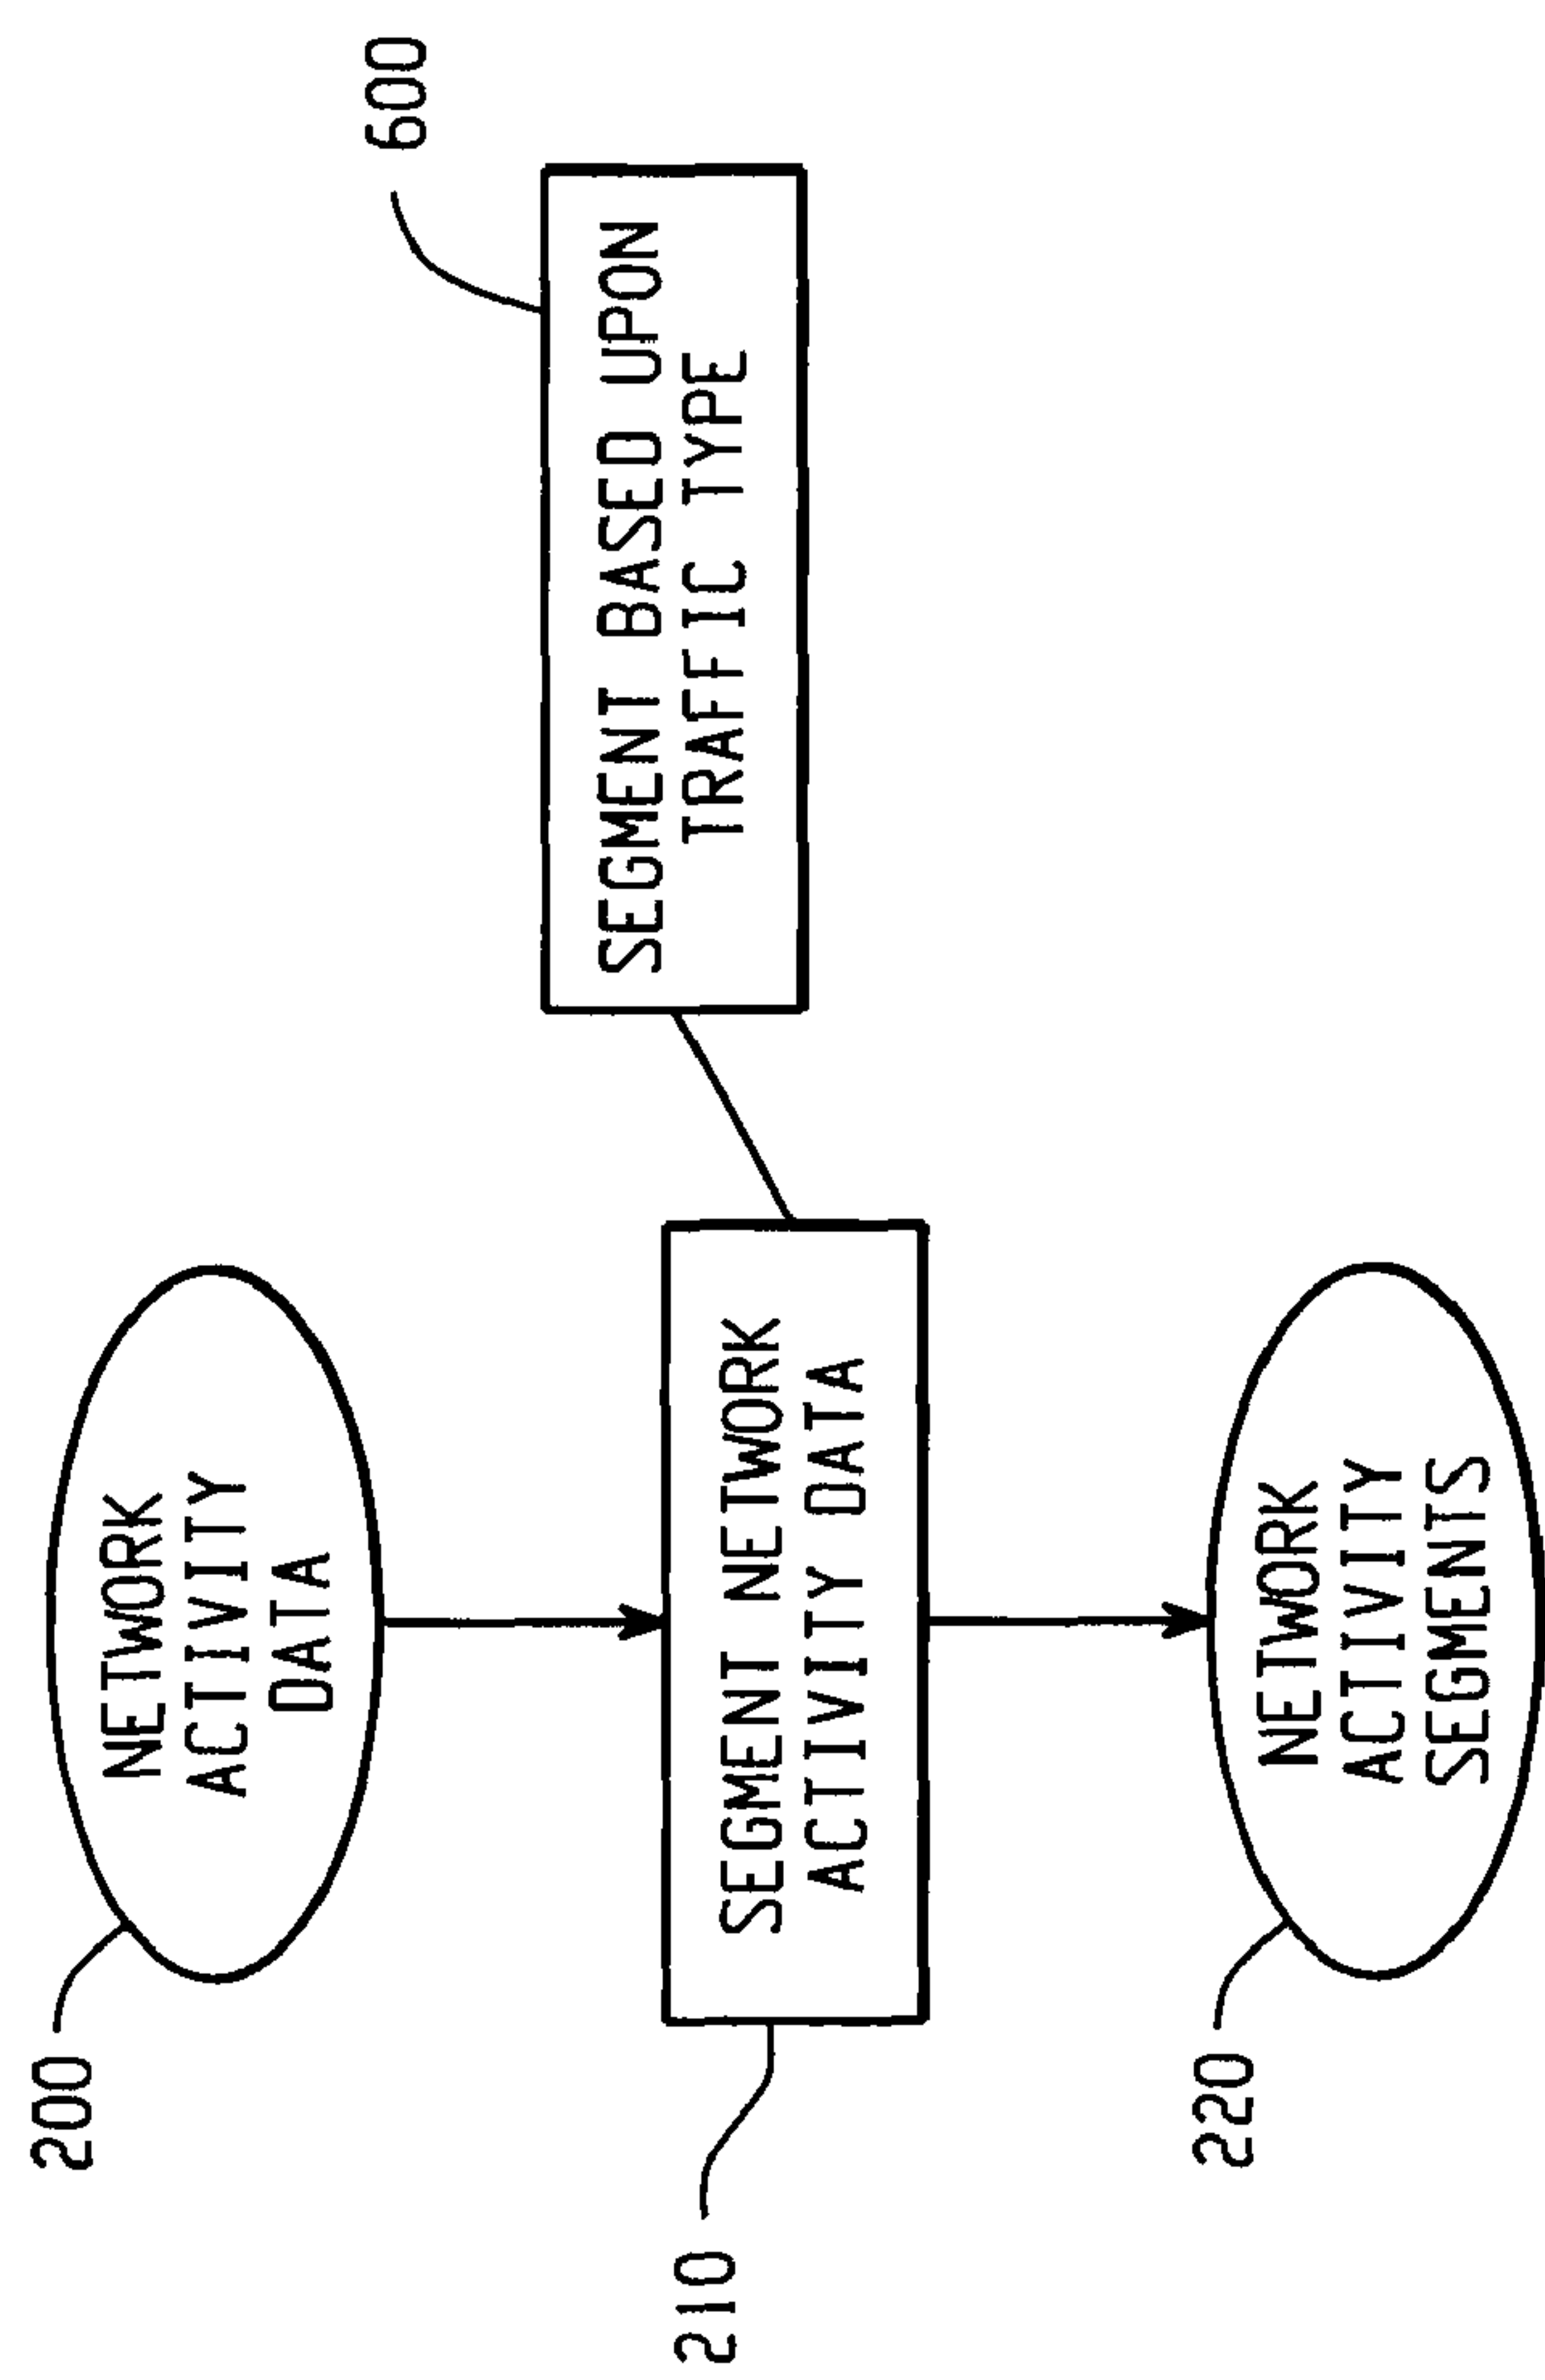 200
NETWORK
ACTIVITY
DATA
600
SEGMENT BASED UPON
TRAFFIC TYPE
210
SEGMENT NETWORK
ACTIVITY DATA
220
NETWORK
ACTIVITY
SEGMENTS